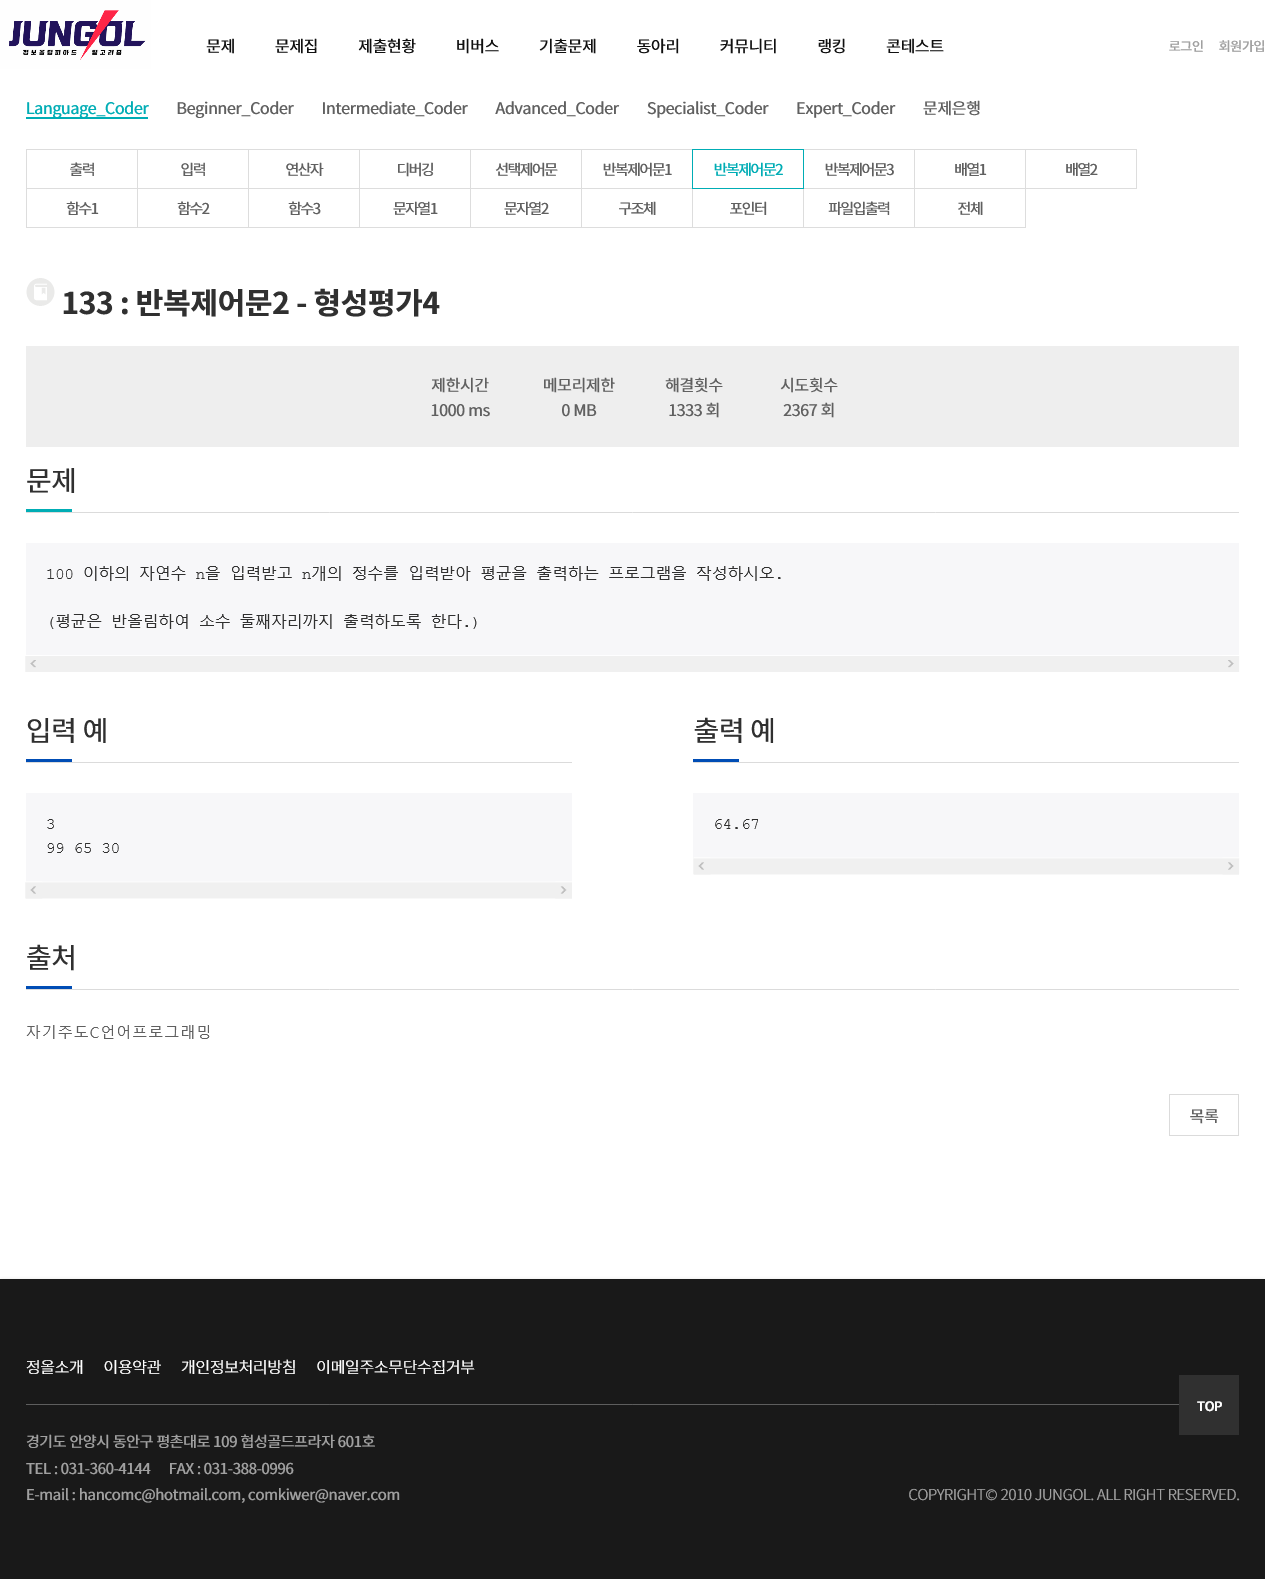 JUNGOL
정보올림피아드 알고리즘
문제 문제집 제출현황 비버스 기출문제 동아리 커뮤니티 랭킹 콘테스트
로그인 회원가입
Language_Coder Beginner_Coder Intermediate_Coder Advanced_Coder Specialist_Coder Expert_Coder 문제은행
출력 입력 연산자 디버깅 선택제어문 반복제어문1 반복제어문2 반복제어문3 배열1 배열2
함수1 함수2 함수3 문자열1 문자열2 구조체 포인터 파일입출력 전체
133 : 반복제어문2 - 형성평가4
제한시간 메모리제한 해결횟수 시도횟수
1000 ms 0 MB 1333 회 2367 회
문제
100 이하의 자연수 n을 입력받고 n개의 정수를 입력받아 평균을 출력하는 프로그램을 작성하시오.
(평균은 반올림하여 소수 둘째자리까지 출력하도록 한다.)
입력 예
3
99 65 30
출력 예
64.67
출처
자기주도C언어프로그래밍
목록
정올소개 이용약관 개인정보처리방침 이메일주소무단수집거부
TOP
경기도 안양시 동안구 평촌대로 109 협성골드프라자 601호
TEL : 031-360-4144 FAX : 031-388-0996
E-mail : hancomc@hotmail.com, comkiwer@naver.com
COPYRIGHT© 2010 JUNGOL. ALL RIGHT RESERVED.